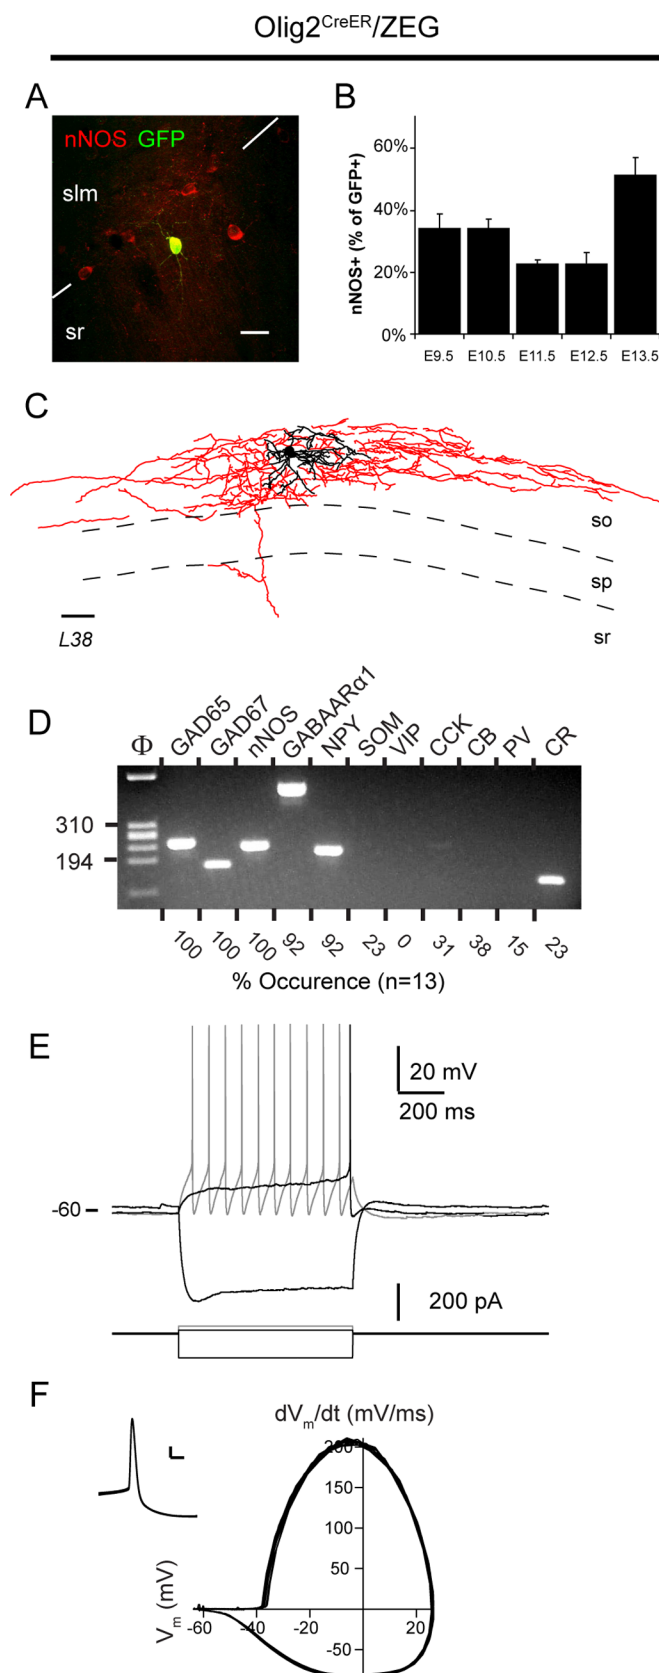 Olig2CreER/ZEG
A
nNOS GFP
slm
sr
B
nNOS+ (% of GFP+)
60%
40%
20%
0%
E9.5 E10.5 E11.5 E12.5 E13.5
C
so
sp
sr
L38
D
Φ GAD65 GAD67 nNOS GABAARα1 NPY SOM VIP CCK CB PV CR
310
194
100 100 100 92 92 23 0 31 38 15 23
% Occurence (n=13)
E
20 mV
200 ms
-60
200 pA
F
dVm/dt (mV/ms)
200
150
100
50
-60 -40 -20 20
-50
Vm (mV)